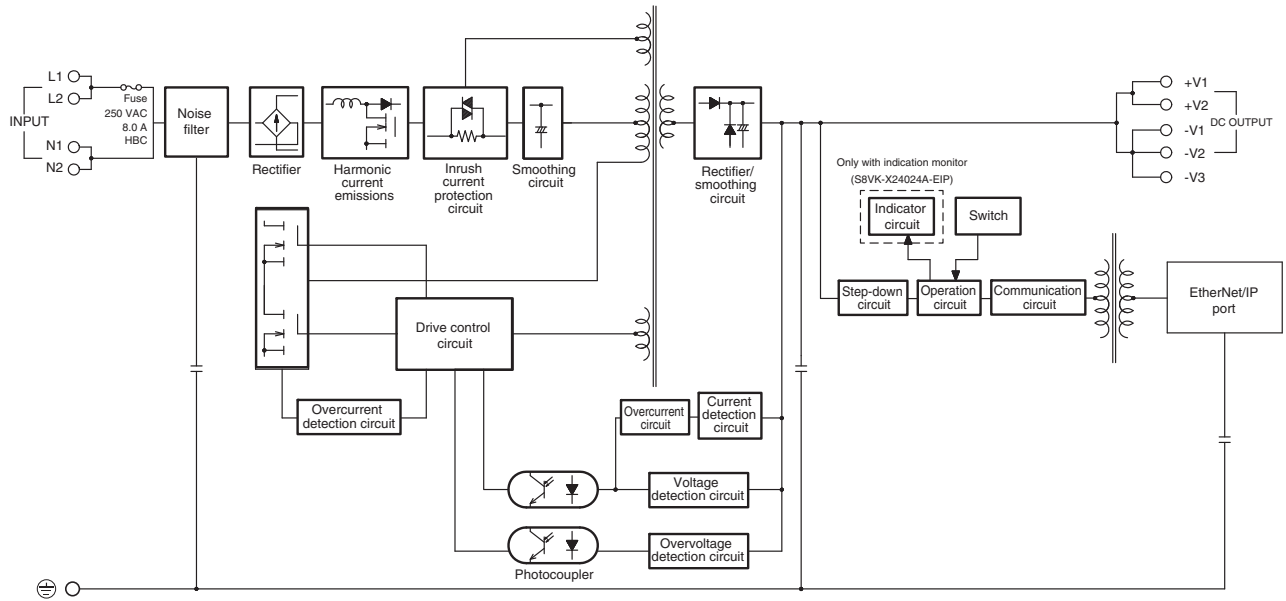 L1
L2
INPUT
N1
N2
Fuse
250 VAC
8.0 A
HBC
Noise
filter
Rectifier
Harmonic
current
emissions
Inrush
current
protection
circuit
Smoothing
circuit
Rectifier/
smoothing
circuit
+V1
+V2
-V1
-V2
-V3
DC OUTPUT
Only with indication monitor
(S8VK-X24024A-EIP)
Indicator
circuit
Switch
Step-down
circuit
Operation
circuit
Communication
circuit
EtherNet/IP
port
Drive control
circuit
Overcurrent
detection circuit
Overcurrent
circuit
Current
detection
circuit
Voltage
detection circuit
Overvoltage
detection circuit
Photocoupler